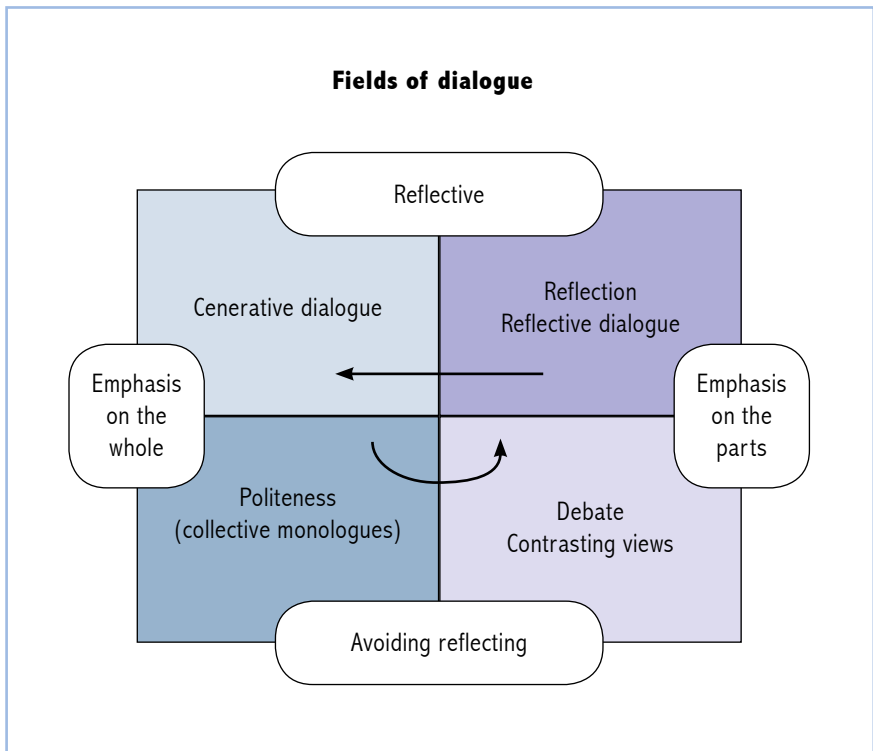 Fields of dialogue
Reflective
Cenerative dialogue
Reflection
Reflective dialogue
Emphasis
on the
whole
Emphasis
on the
parts
Politeness
(collective monologues)
Debate
Contrasting views
Avoiding reflecting